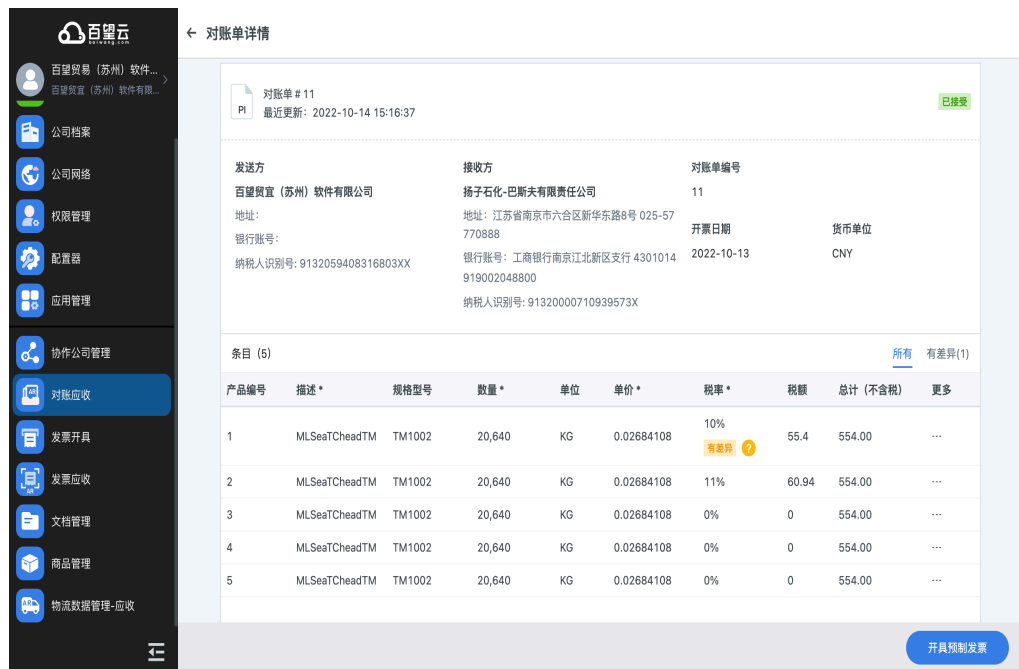 百望云
baiwang.com
百望贸易（苏州）软件...
百望贸宜（苏州）软件有限...
公司档案
公司网络
权限管理
配置器
应用管理
协作公司管理
对账应收
发票开具
发票应收
文档管理
商品管理
物流数据管理-应收
← 对账单详情
PI
对账单 # 11
最近更新：2022-10-14 15:16:37
已接受
发送方
百望贸宜（苏州）软件有限公司
地址：
银行账号：
纳税人识别号: 9132059408316803XX
接收方
扬子石化-巴斯夫有限责任公司
地址：江苏省南京市六合区新华东路8号 025-57
770888
银行账号：工商银行南京江北新区支行 4301014
919002048800
纳税人识别号: 91320000710939573X
对账单编号
11
开票日期 货币单位
2022-10-13 CNY
条目（5） 所有 有差异(1)
产品编号 描述 * 规格型号 数量 * 单位 单价 * 税率 * 税额 总计（不含税） 更多
1 MLSeaTCheadTM TM1002 20,640 KG 0.02684108 10% 55.4 554.00 ...
有差异 ?
2 MLSeaTCheadTM TM1002 20,640 KG 0.02684108 11% 60.94 554.00 ...
3 MLSeaTCheadTM TM1002 20,640 KG 0.02684108 0% 0 554.00 ...
4 MLSeaTCheadTM TM1002 20,640 KG 0.02684108 0% 0 554.00 ...
5 MLSeaTCheadTM TM1002 20,640 KG 0.02684108 0% 0 554.00 ...
开具预制发票